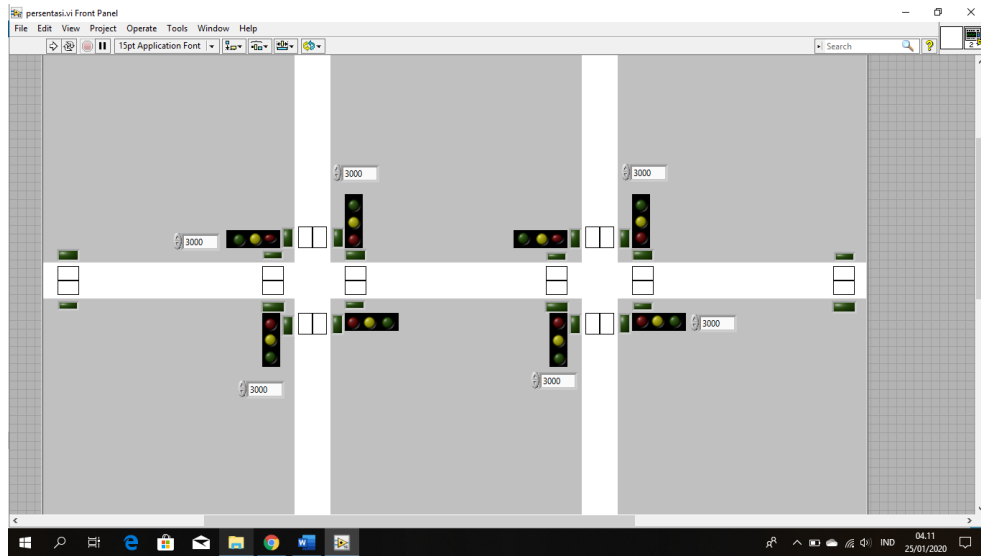 persentasi.vi Front Panel
File Edit View Project Operate Tools Window Help
15pt Application Font
Search
2
3000
3000
3000
3000
3000
3000
IND
04.11
25/01/2020